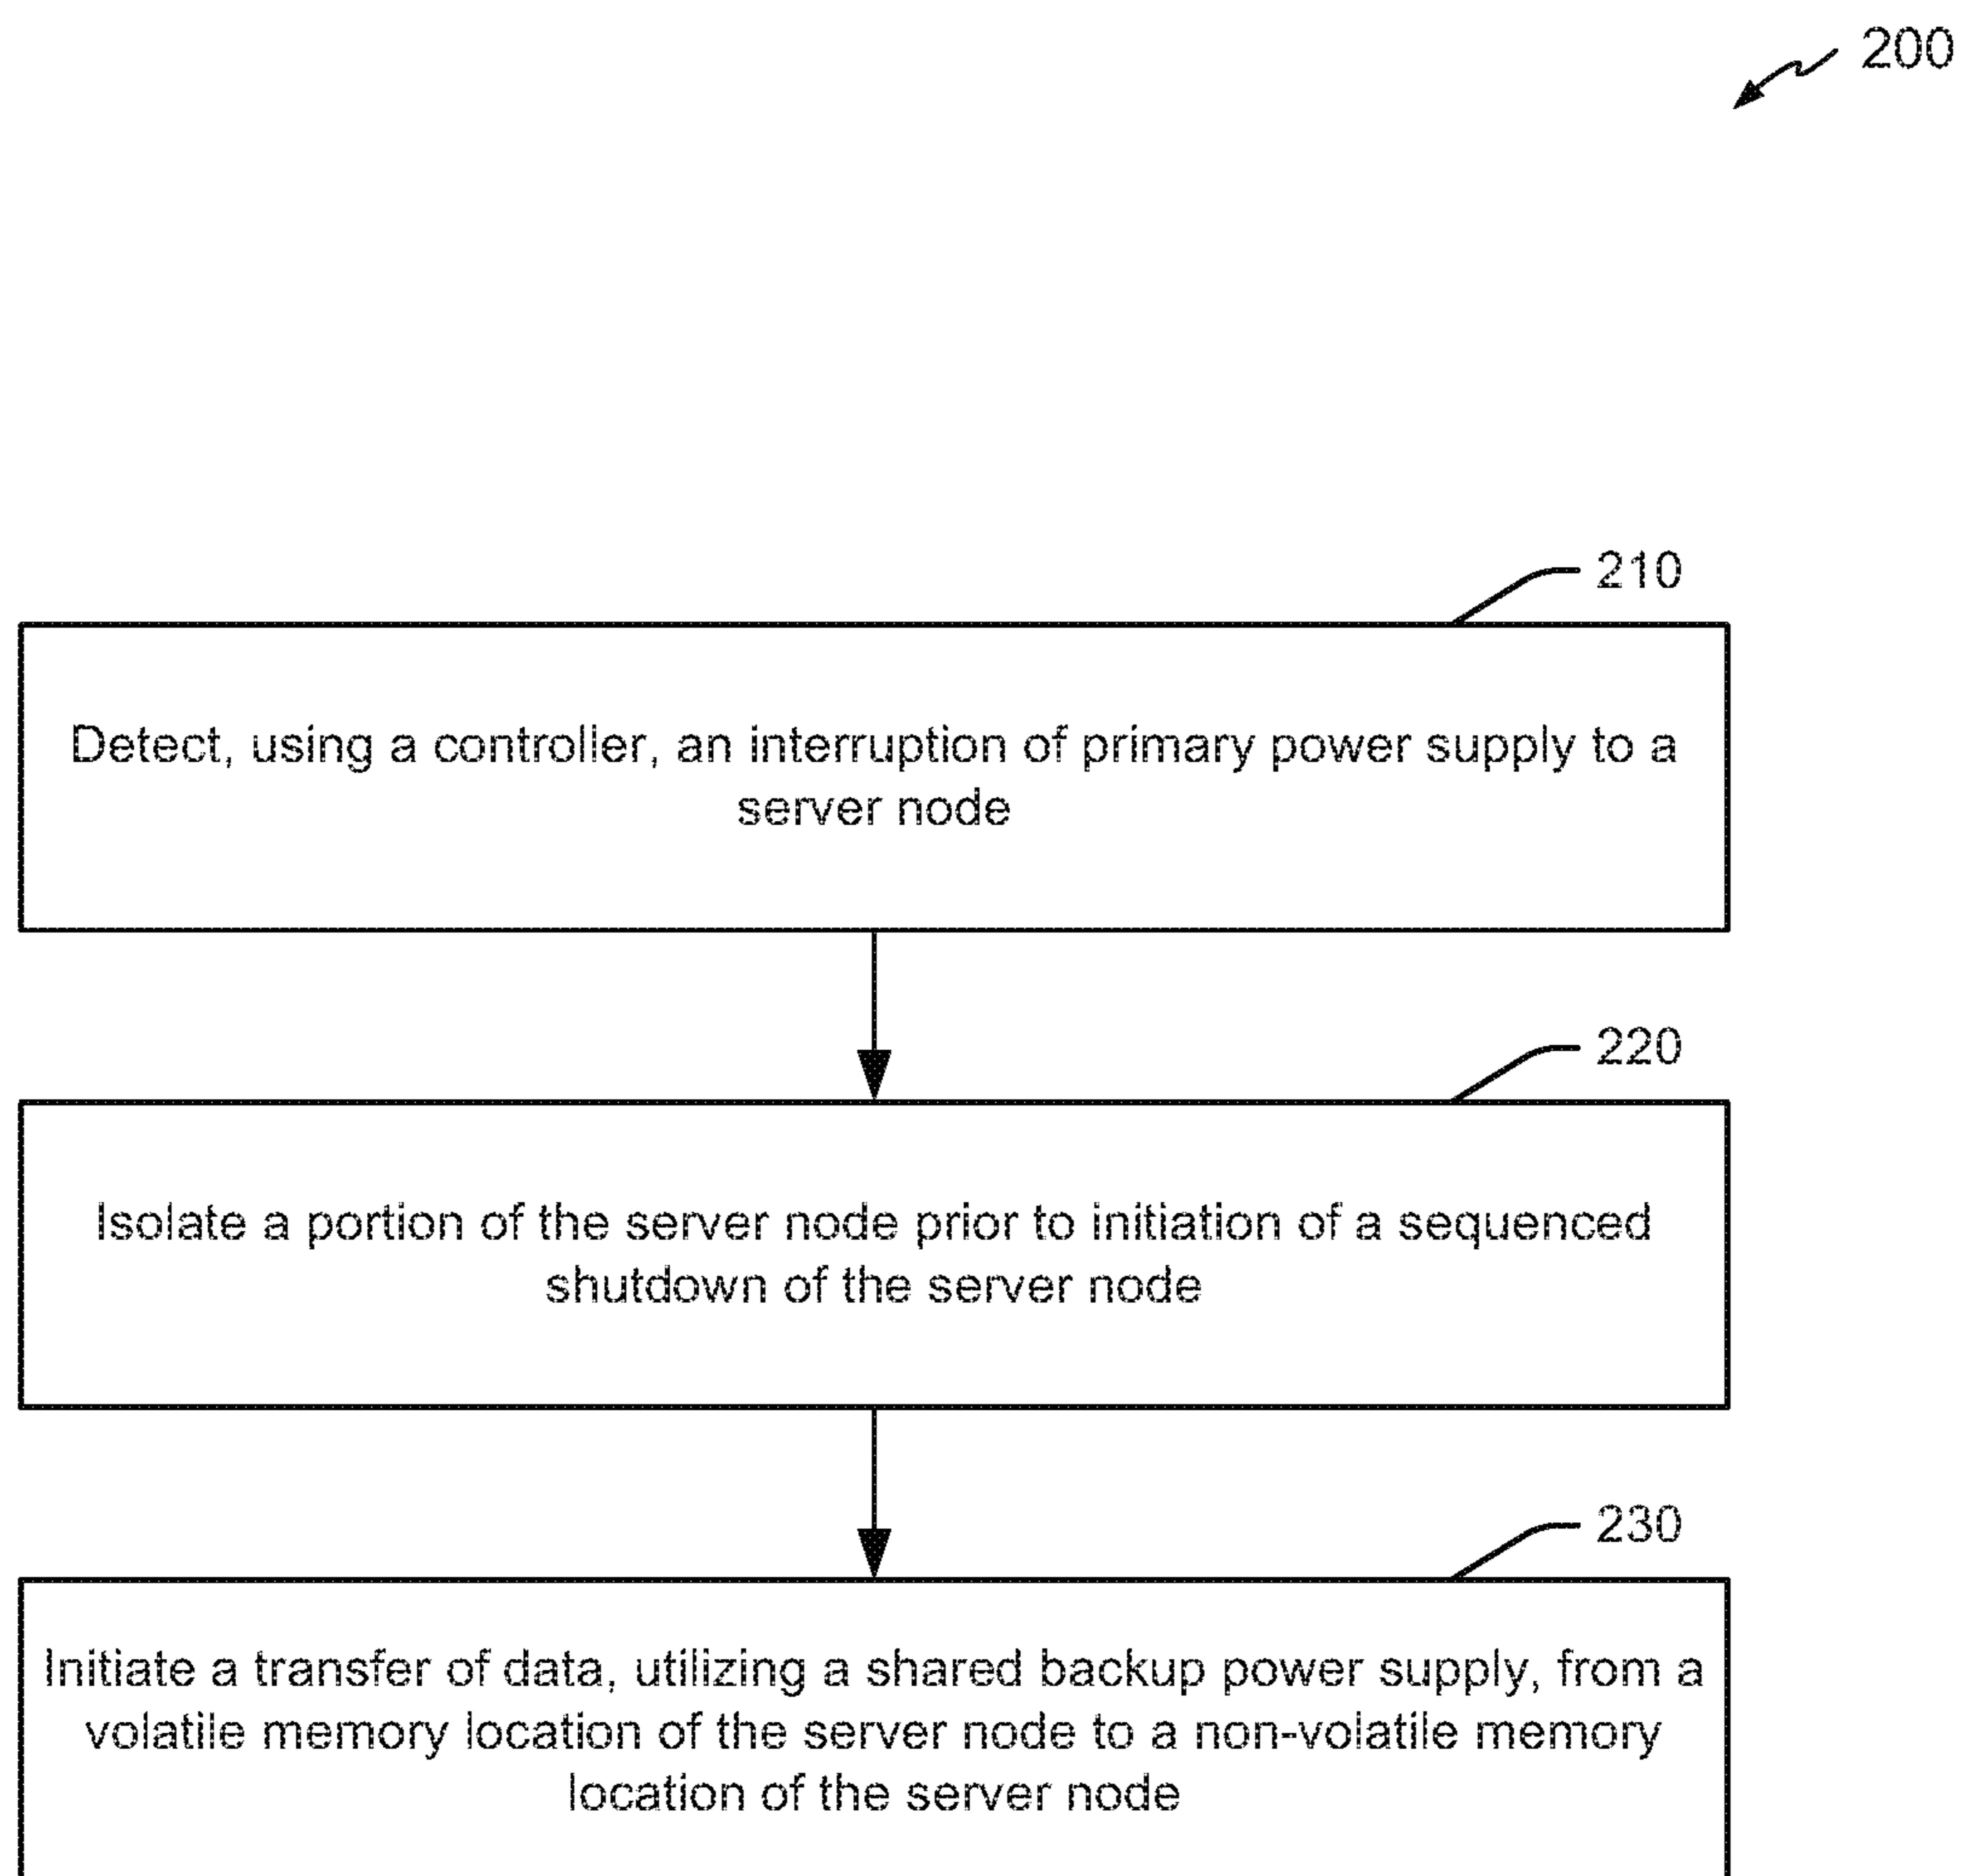 200
210
Detect, using a controller, an interruption of primary power supply to a
server node
220
Isolate a portion of the server node prior to initiation of a sequenced
shutdown of the server node
230
Initiate a transfer of data, utilizing a shared backup power supply, from a
volatile memory location of the server node to a non-volatile memory
location of the server node